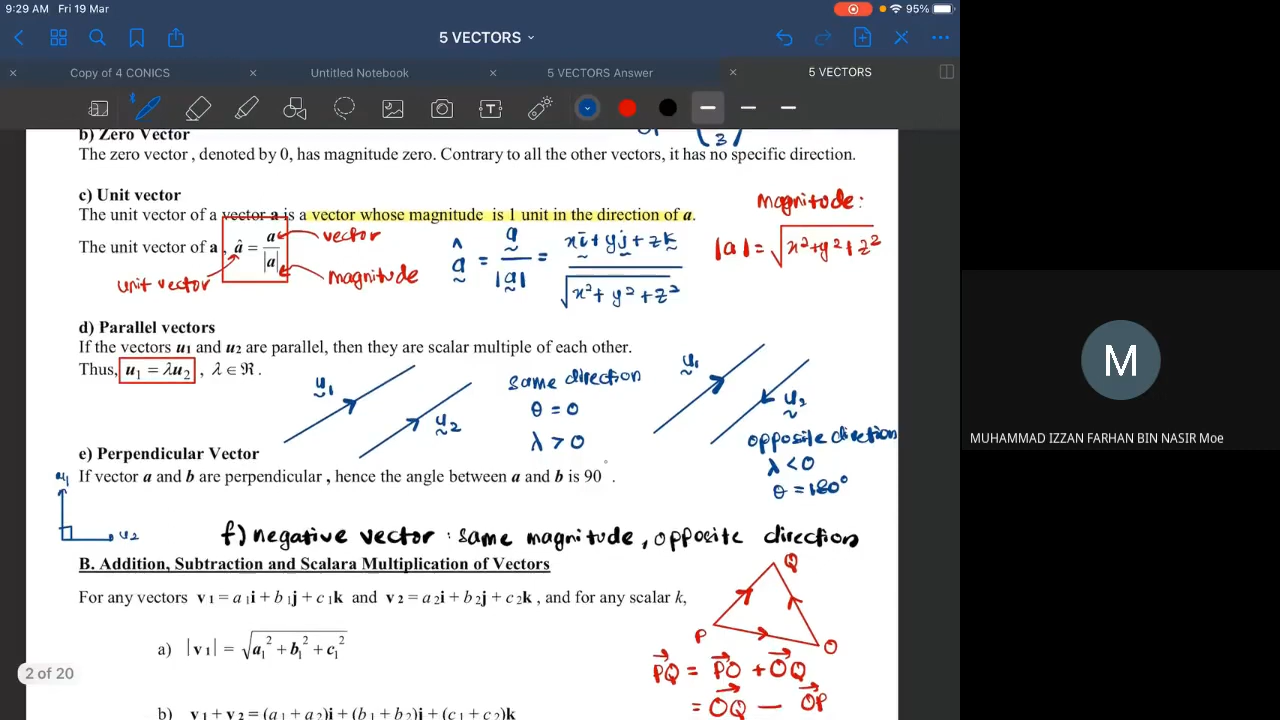 9:29 AM Fri 19 Mar
95%
5 VECTORS
Copy of 4 CONICS
Untitled Notebook
5 VECTORS Answer
5 VECTORS
b) Zero Vector
The zero vector , denoted by 0, has magnitude zero. Contrary to all the other vectors, it has no specific direction.
c) Unit vector
The unit vector of a vector a is a vector whose magnitude is 1 unit in the direction of a.
The unit vector of a , â = a / |a|
vector
magnitude
unit vector
â = a / |a| = xi + yj + zk / √x² + y² + z²
magnitude:
|a| = √x² + y² + z²
d) Parallel vectors
If the vectors u1 and u2 are parallel, then they are scalar multiple of each other.
Thus, u1 = λu2 , λ ∈ ℜ .
u1
u2
same direction
θ = 0
λ > 0
u1
u2
opposite direction
λ < 0
θ = 180°
e) Perpendicular Vector
If vector a and b are perpendicular , hence the angle between a and b is 90° .
u1
u2
f) negative vector : same magnitude , opposite direction
B. Addition, Subtraction and Scalara Multiplication of Vectors
For any vectors v1 = a1i + b1j + c1k and v2 = a2i + b2j + c2k , and for any scalar k,
a) |v1| = √a1² + b1² + c1²
Q
P
O
PQ = PO + OQ
= OQ − OP
b) v1 + v2 = (a1 + a2)i + (b1 + b2)j + (c1 + c2)k
2 of 20
M
MUHAMMAD IZZAN FARHAN BIN NASIR Moe